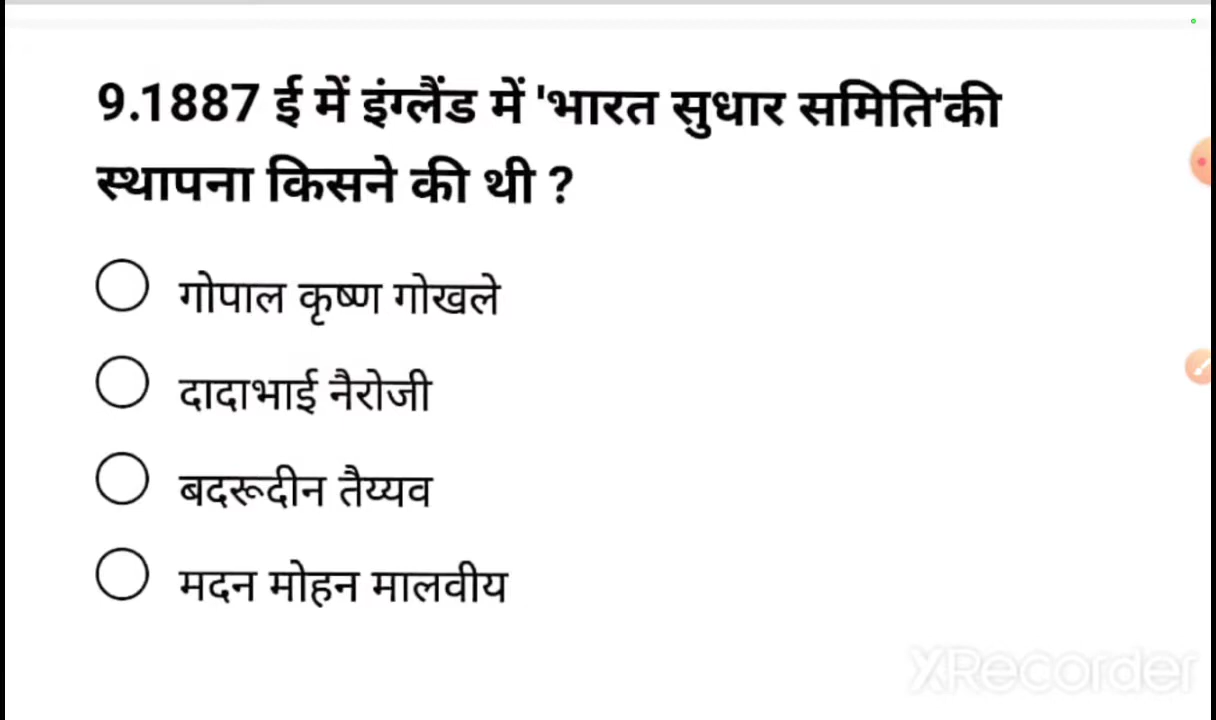 9.1887 ई में इंग्लैंड में 'भारत सुधार समिति'की
स्थापना किसने की थी ?
गोपाल कृष्ण गोखले
दादाभाई नैरोजी
बदरूदीन तैय्यव
मदन मोहन मालवीय
XRecorder